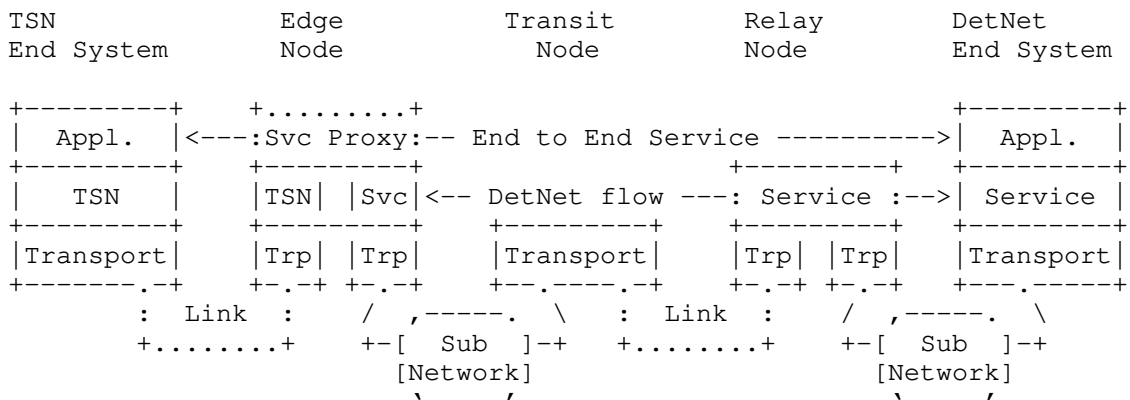 TSN Edge Transit Relay DetNet
End System Node Node Node End System
Appl. Svc Proxy End to End Service Appl.
TSN TSN Svc DetNet flow Service Service
Transport Trp Trp Transport Trp Trp Transport
Link Link
Sub Sub
Network Network